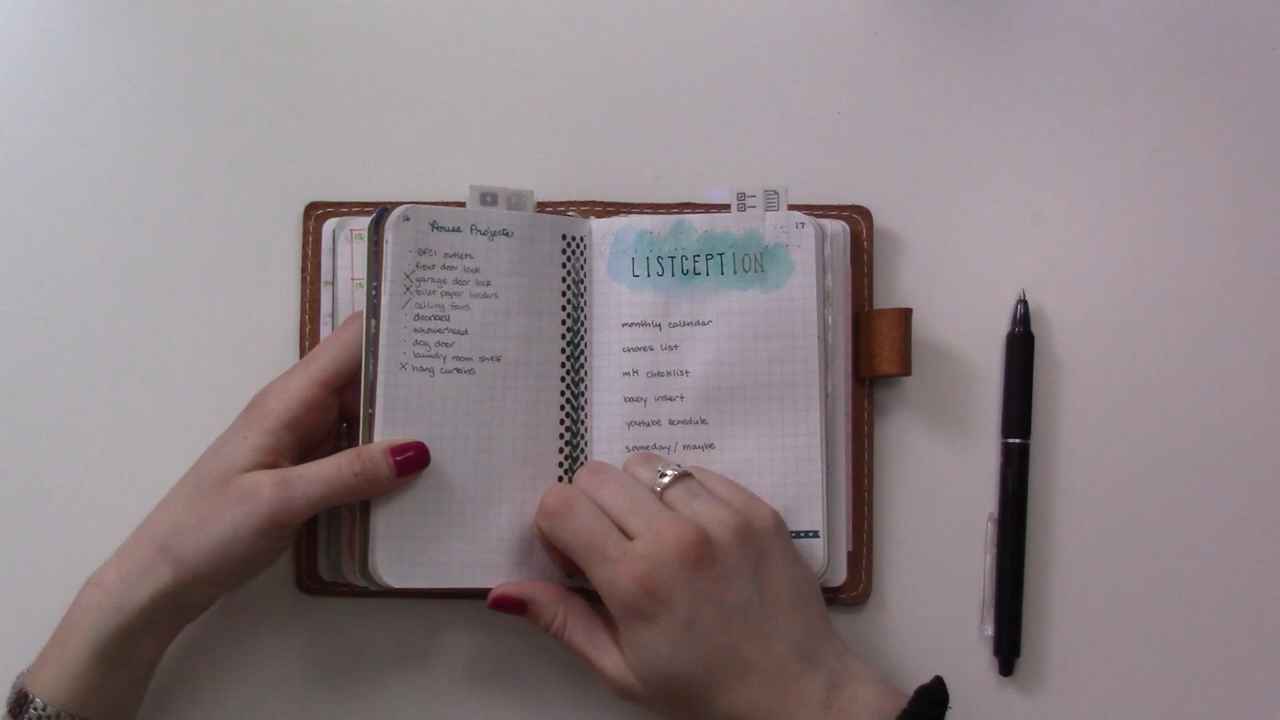 16
House Projects
· GFCI outlets
· front door lock
X garage door lock
X toilet paper holders
/ ceiling fans
· doorbell
· showerhead
· dog door
· laundry room shelf
X hang curtains
17
LISTCEPTION
monthly calendar
chores list
mH checklist
baby insert
youtube schedule
someday / maybe